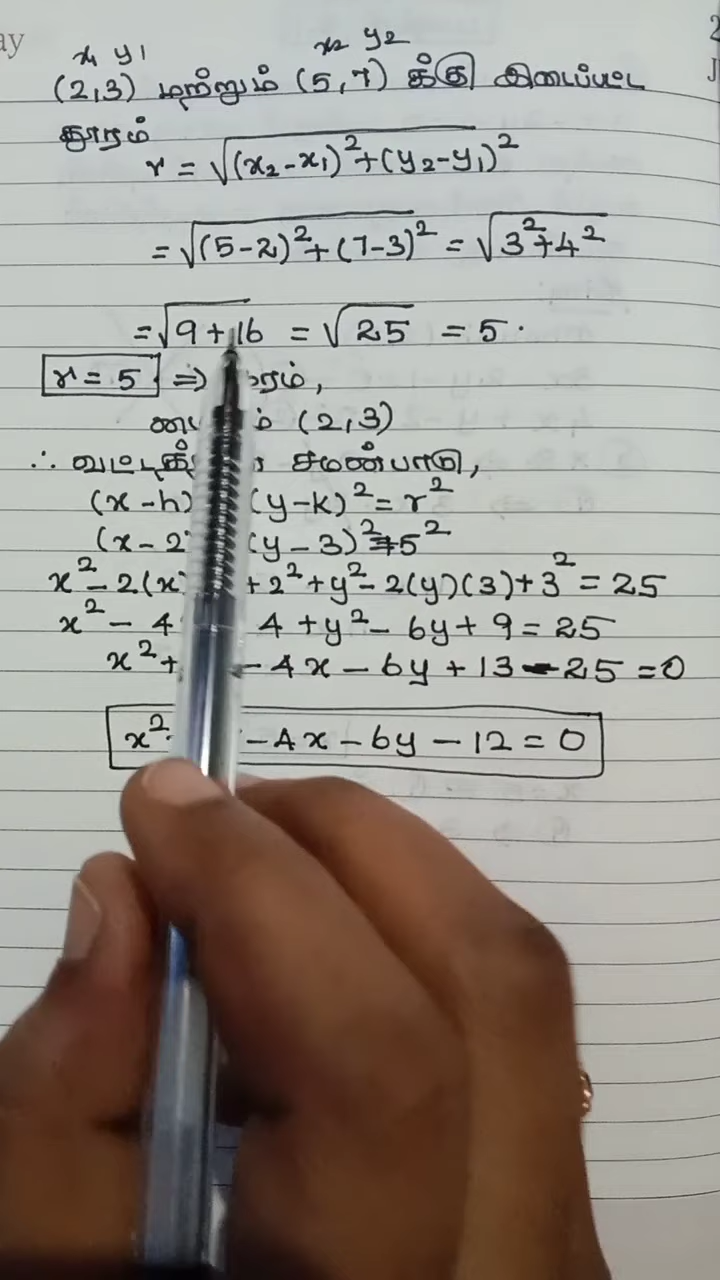 ay
x₁ y₁ x₂ y₂
(2,3) மற்றும் (5,7) க்கு இடைப்பட்ட
தூரம்
r = √(x₂-x₁)²+(y₂-y₁)²
= √(5-2)²+(7-3)² = √3²+4²
= √9+16 = √25 = 5.
r = 5 ⇒
(2,3)
∴ சமன்பாடு,
(x-h) (y-k)² = r²
(x-2 (y-3)² = 5²
x² - 2(x) + 2² + y² - 2(y)(3) + 3² = 25
x² - 4 4 + y² - 6y + 9 = 25
x² + - 4x - 6y + 13 - 25 = 0
x² - 4x - 6y - 12 = 0